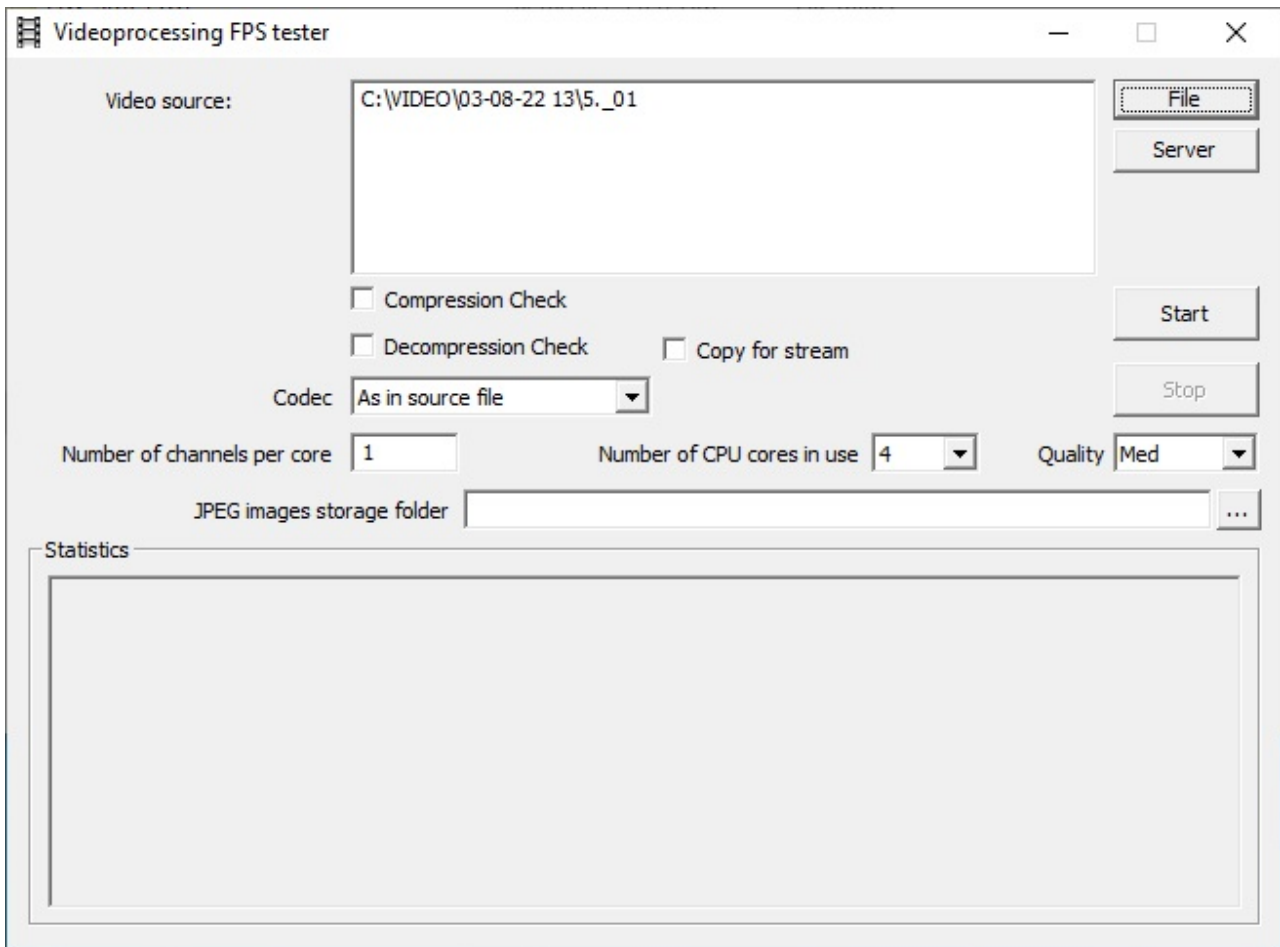 Videoprocessing FPS tester
Video source:
C:\VIDEO\03-08-22 13\5._01
File
Server
Compression Check
Start
Decompression Check
Copy for stream
Codec
As in source file
Stop
Number of channels per core
1
Number of CPU cores in use
4
Quality
Med
JPEG images storage folder
...
Statistics